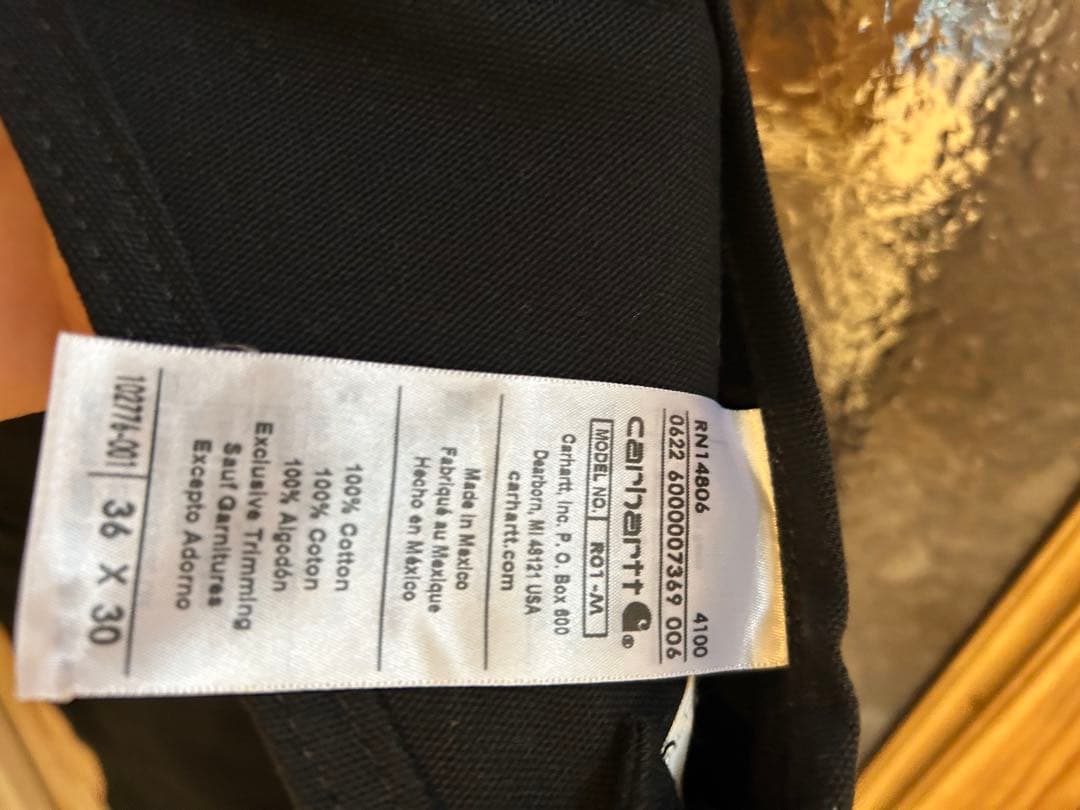 RN14806 4100
0622 6000007369 006
carhartt ®
MODEL NO. R01-M
Carhartt, Inc. P. O. Box 600
Dearborn, MI 48121 USA
carhartt.com
Made in Mexico
Fabriqué au Mexique
Hecho en México
100% Cotton
100% Coton
100% Algodón
Exclusive Trimming
Sauf Garnitures
Excepto Adorno
102776-001 36 X 30